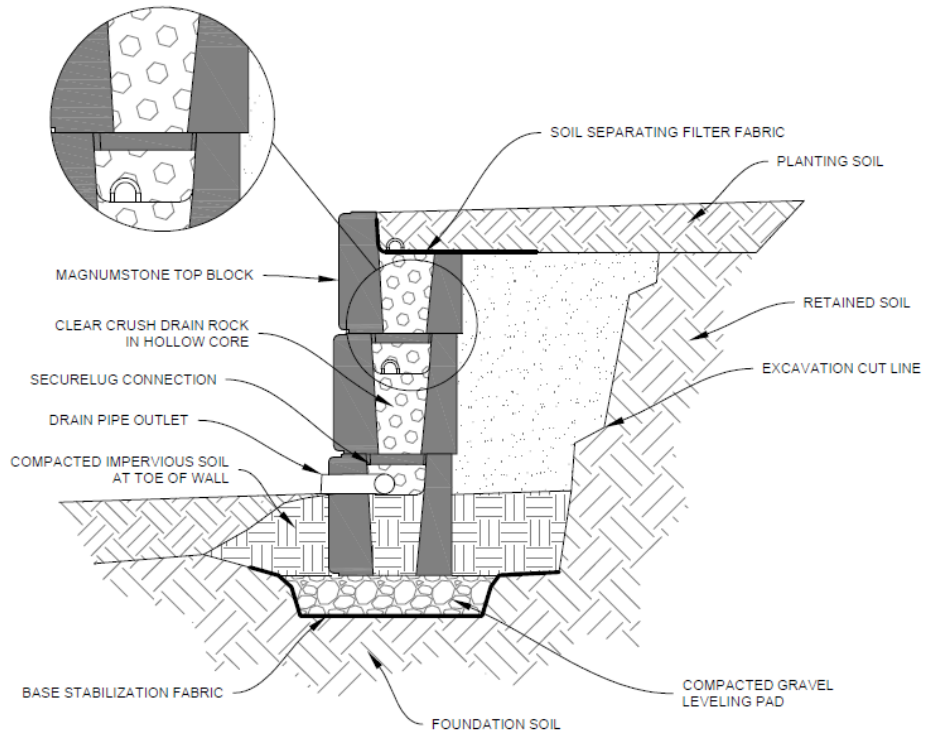 SOIL SEPARATING FILTER FABRIC
PLANTING SOIL
MAGNUMSTONE TOP BLOCK
RETAINED SOIL
CLEAR CRUSH DRAIN ROCK
IN HOLLOW CORE
EXCAVATION CUT LINE
SECURELUG CONNECTION
DRAIN PIPE OUTLET
COMPACTED IMPERVIOUS SOIL
AT TOE OF WALL
BASE STABILIZATION FABRIC
COMPACTED GRAVEL
LEVELING PAD
FOUNDATION SOIL